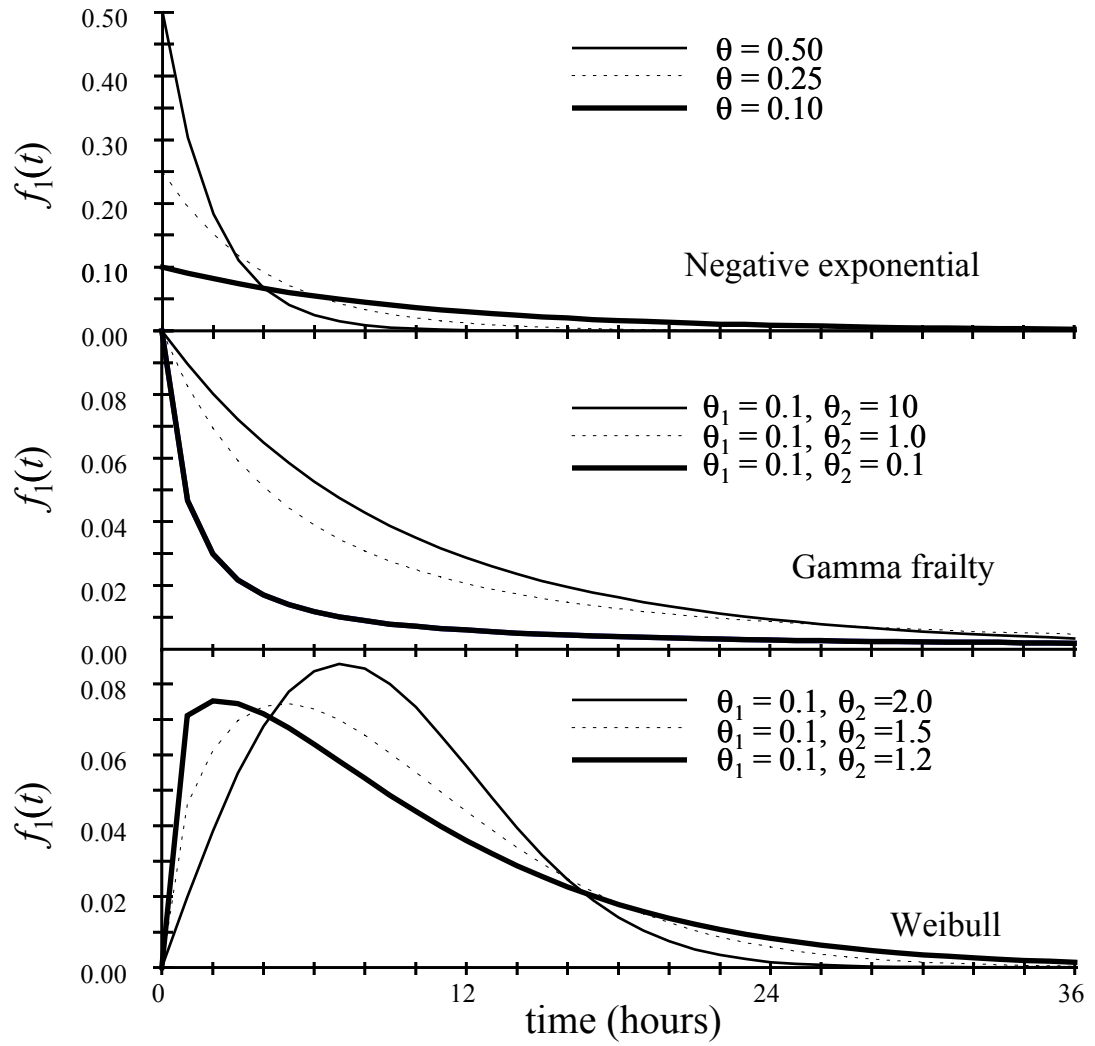 0.50
0.40
0.30
0.20
0.10
0.00
f₁(t)
θ = 0.50
θ = 0.25
θ = 0.10
Negative exponential
0.08
0.06
0.04
0.02
0.00
f₁(t)
θ₁ = 0.1, θ₂ = 10
θ₁ = 0.1, θ₂ = 1.0
θ₁ = 0.1, θ₂ = 0.1
Gamma frailty
0.08
0.06
0.04
0.02
0.00
f₁(t)
θ₁ = 0.1, θ₂ =2.0
θ₁ = 0.1, θ₂ =1.5
θ₁ = 0.1, θ₂ =1.2
Weibull
0 12 24 36
time (hours)